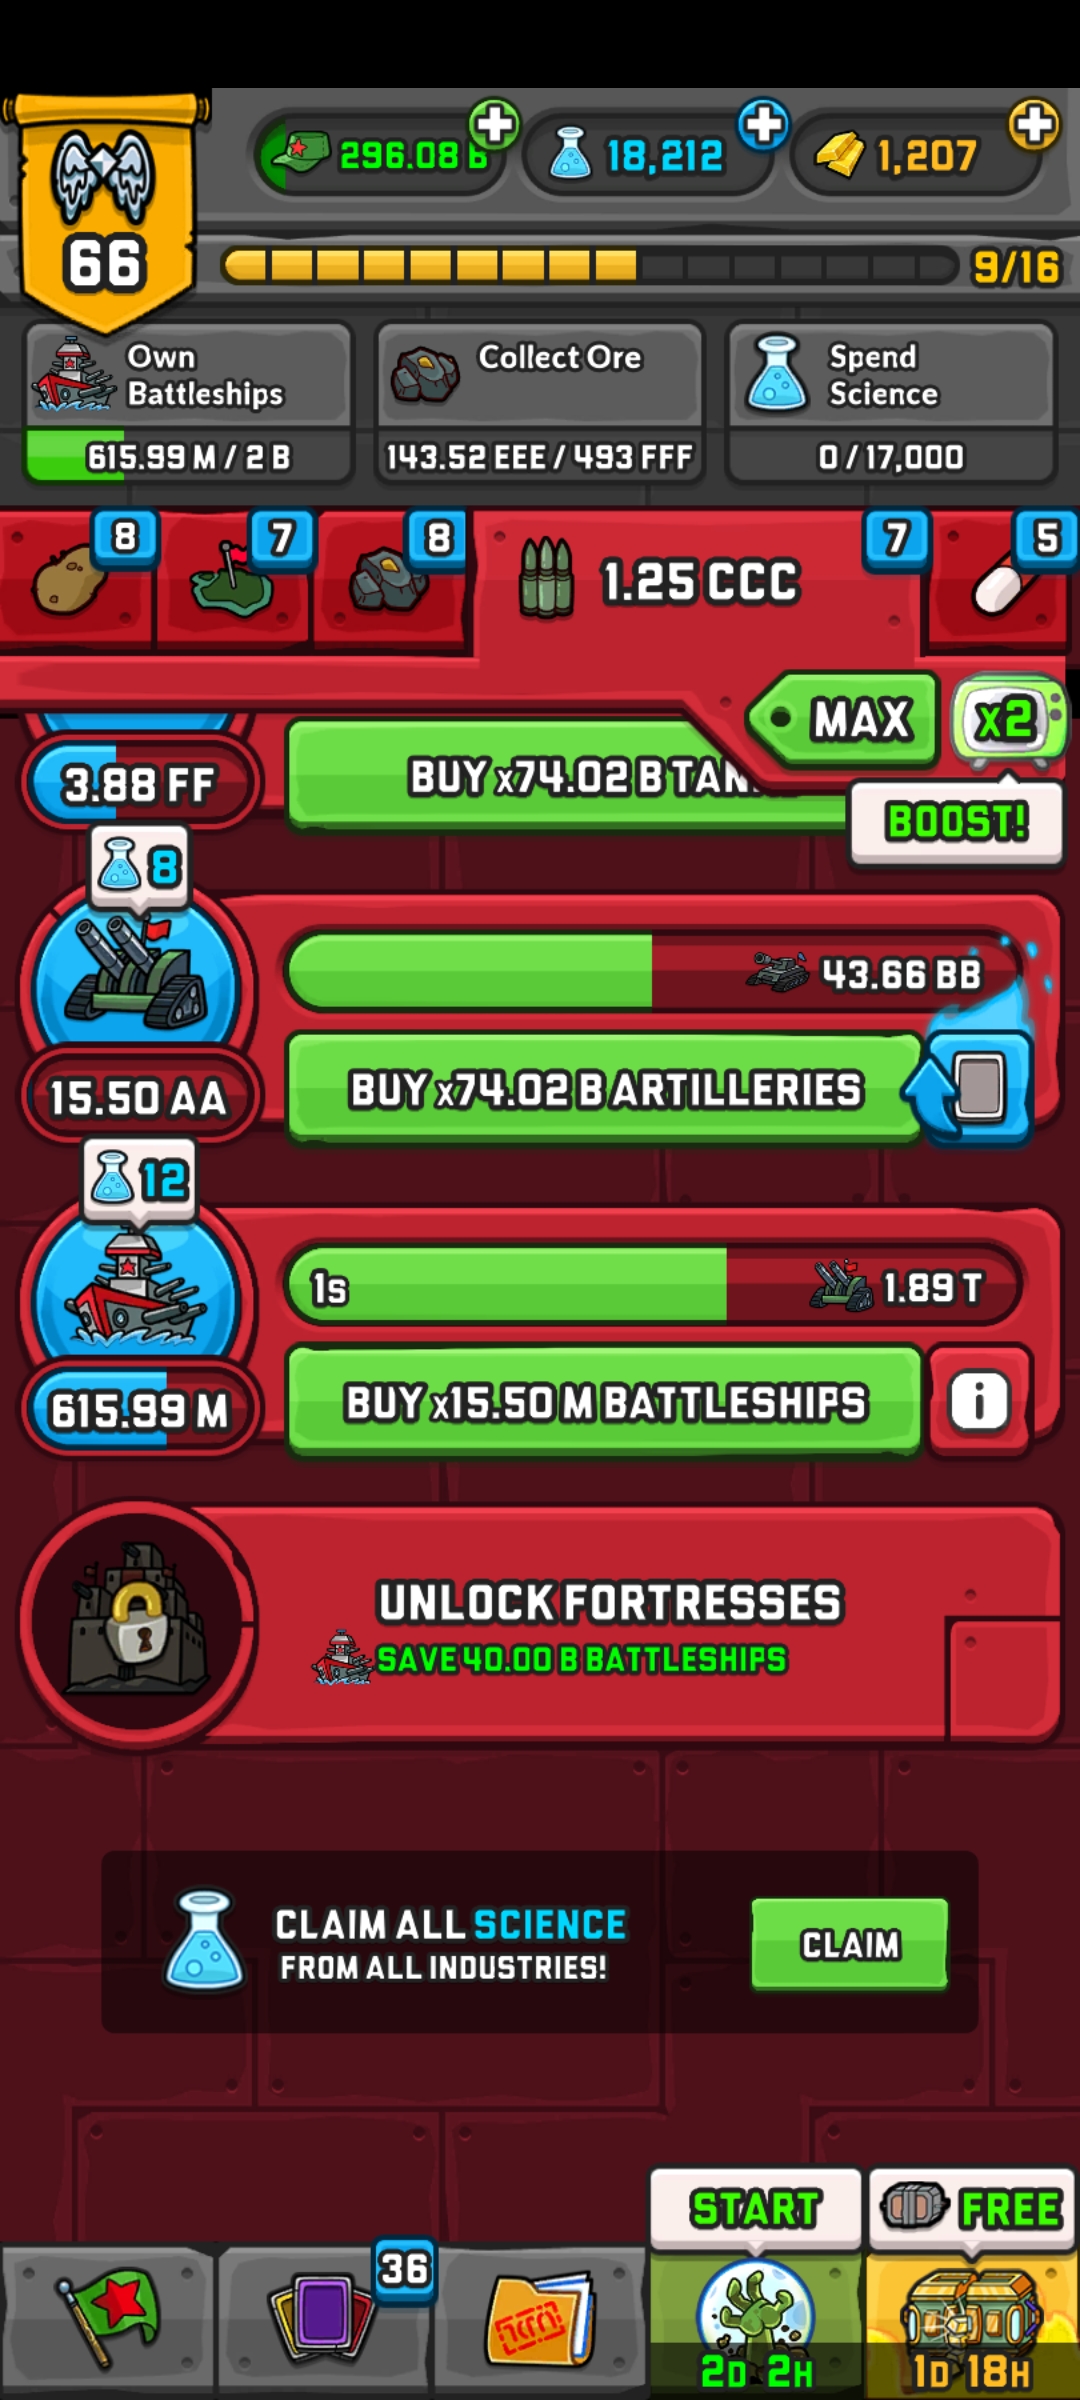 296.08 B
18,212
1,207
66
9/16
Own
Battleships
Collect Ore
Spend
Science
615.99 M / 2 B
143.52 EEE / 493 FFF
0 / 17,000
8
7
8
1.25 CCC
7
5
MAX
x2
3.88 FF
BUY x74.02 B
BOOST!
8
43.66 BB
15.50 AA
BUY x74.02 B ARTILLERIES
12
1s
1.89 T
615.99 M
BUY x15.50 M BATTLESHIPS
i
UNLOCK FORTRESSES
SAVE 40.00 B BATTLESHIPS
CLAIM ALL SCIENCE
FROM ALL INDUSTRIES!
CLAIM
START
FREE
36
2D 2H
1D 18H